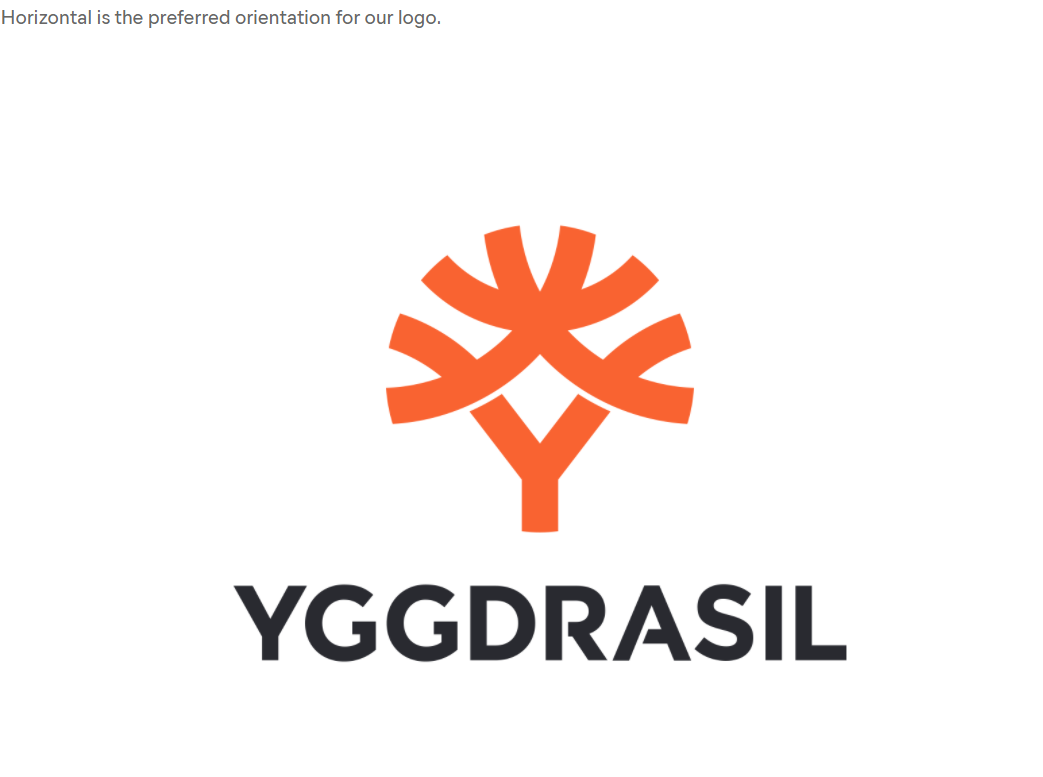 Horizontal is the preferred orientation for our logo.
YGGDRASIL